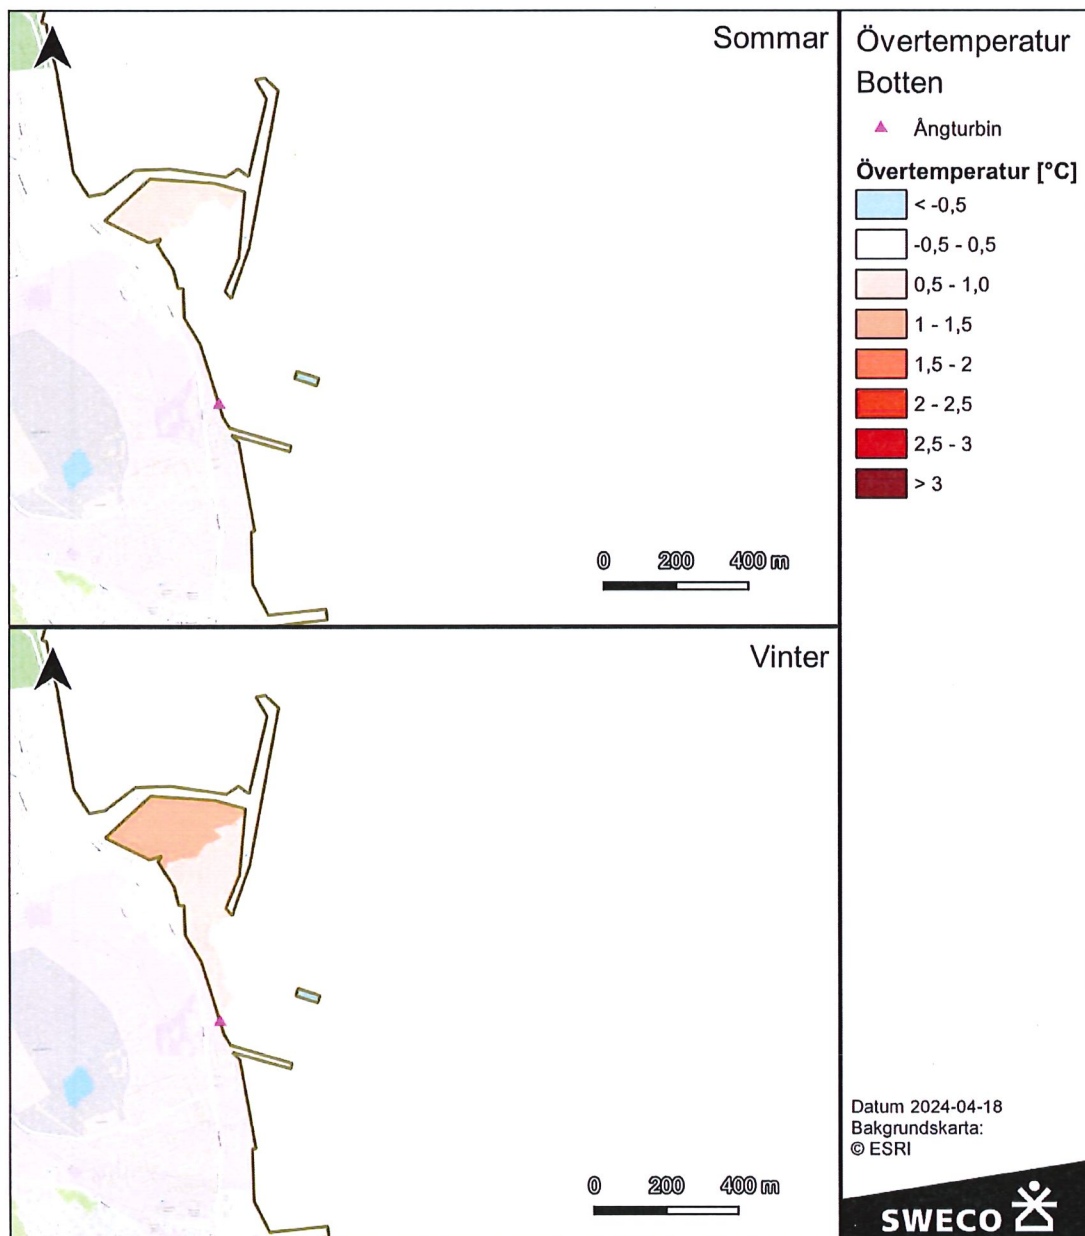 Sommar
0 200 400 m
Vinter
0 200 400 m
Övertemperatur
Botten
Ångturbin
Övertemperatur [°C]
< -0,5
-0,5 - 0,5
0,5 - 1,0
1 - 1,5
1,5 - 2
2 - 2,5
2,5 - 3
> 3
Datum 2024-04-18
Bakgrundskarta:
© ESRI
SWECO